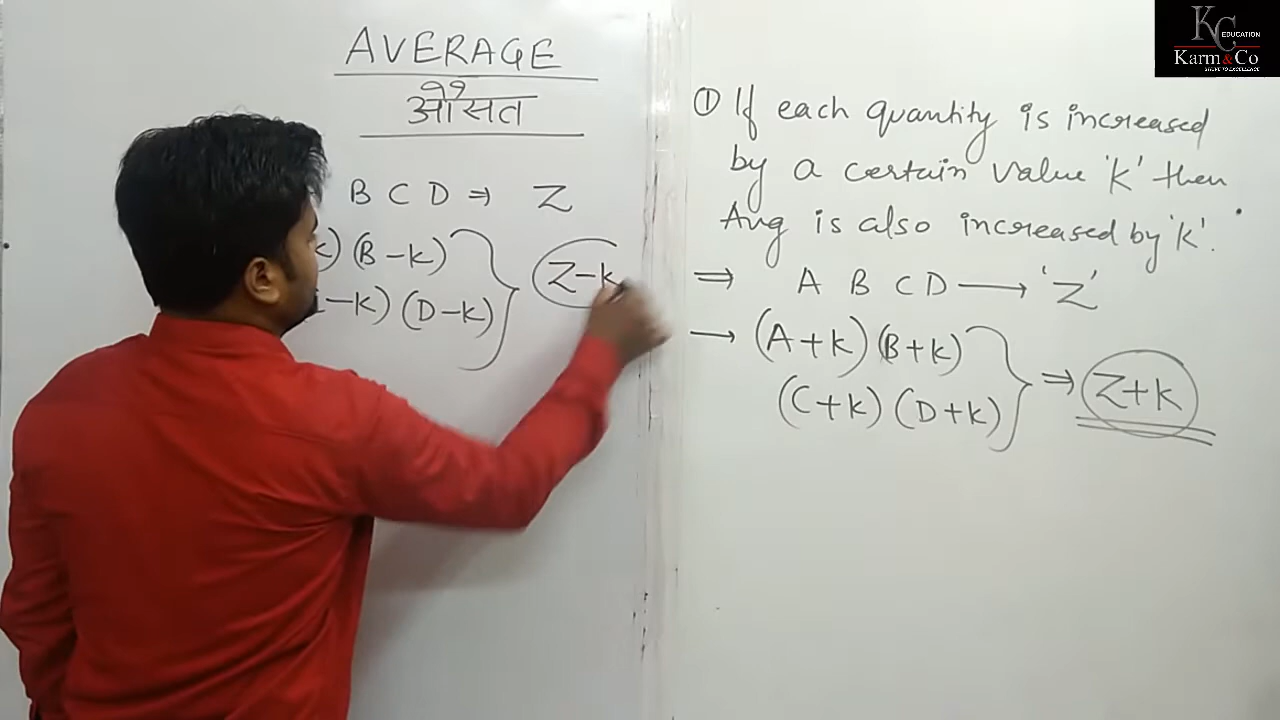 AVERAGE
औसत
B C D ⇒ Z
) (B-K)
-K) (D-K) } Z-K
① If each quantity is increased
by a certain value 'K' then
Avg is also increased by 'K'.
⇒ A B C D → 'Z'
→ (A+K) (B+K)
(C+K) (D+K) } ⇒ Z+K
KC EDUCATION
Karm&Co